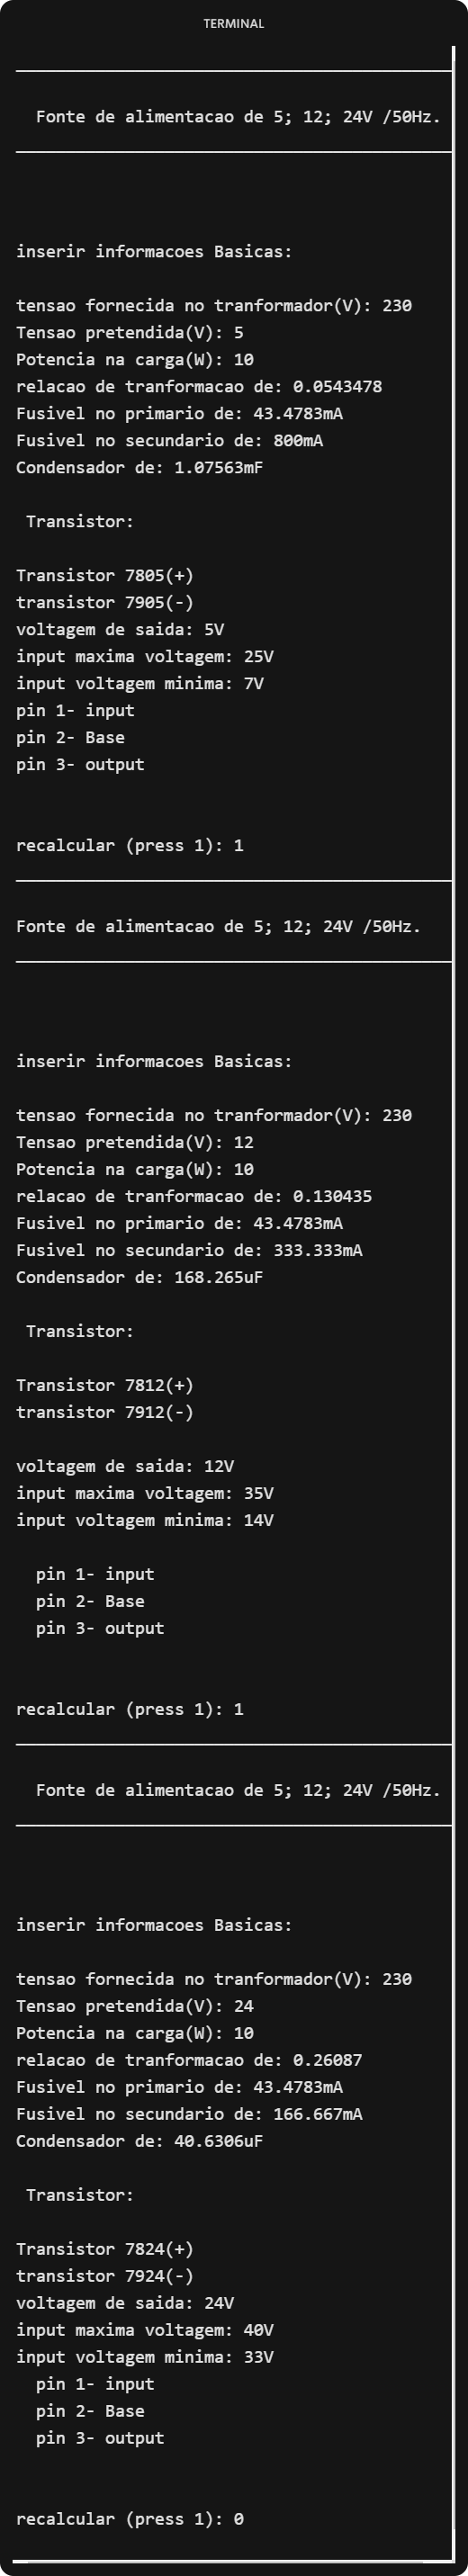 TERMINAL
Fonte de alimentacao de 5; 12; 24V /50Hz.
inserir informacoes Basicas:
tensao fornecida no tranformador(V): 230
Tensao pretendida(V): 5
Potencia na carga(W): 10
relacao de tranformacao de: 0.0543478
Fusivel no primario de: 43.4783mA
Fusivel no secundario de: 800mA
Condensador de: 1.07563mF
Transistor:
Transistor 7805(+)
transistor 7905(-)
voltagem de saida: 5V
input maxima voltagem: 25V
input voltagem minima: 7V
pin 1- input
pin 2- Base
pin 3- output
recalcular (press 1): 1
Fonte de alimentacao de 5; 12; 24V /50Hz.
inserir informacoes Basicas:
tensao fornecida no tranformador(V): 230
Tensao pretendida(V): 12
Potencia na carga(W): 10
relacao de tranformacao de: 0.130435
Fusivel no primario de: 43.4783mA
Fusivel no secundario de: 333.333mA
Condensador de: 168.265uF
Transistor:
Transistor 7812(+)
transistor 7912(-)
voltagem de saida: 12V
input maxima voltagem: 35V
input voltagem minima: 14V
pin 1- input
pin 2- Base
pin 3- output
recalcular (press 1): 1
Fonte de alimentacao de 5; 12; 24V /50Hz.
inserir informacoes Basicas:
tensao fornecida no tranformador(V): 230
Tensao pretendida(V): 24
Potencia na carga(W): 10
relacao de tranformacao de: 0.26087
Fusivel no primario de: 43.4783mA
Fusivel no secundario de: 166.667mA
Condensador de: 40.6306uF
Transistor:
Transistor 7824(+)
transistor 7924(-)
voltagem de saida: 24V
input maxima voltagem: 40V
input voltagem minima: 33V
pin 1- input
pin 2- Base
pin 3- output
recalcular (press 1): 0